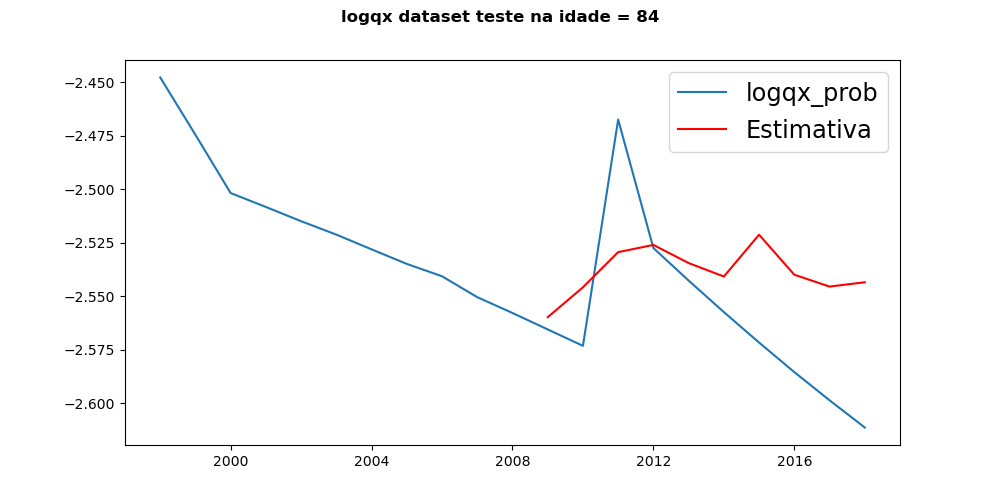 logqx dataset teste na idade = 84
−2.450
−2.475
−2.500
−2.525
−2.550
−2.575
−2.600
logqx_prob
Estimativa
2000 2004 2008 2012 2016